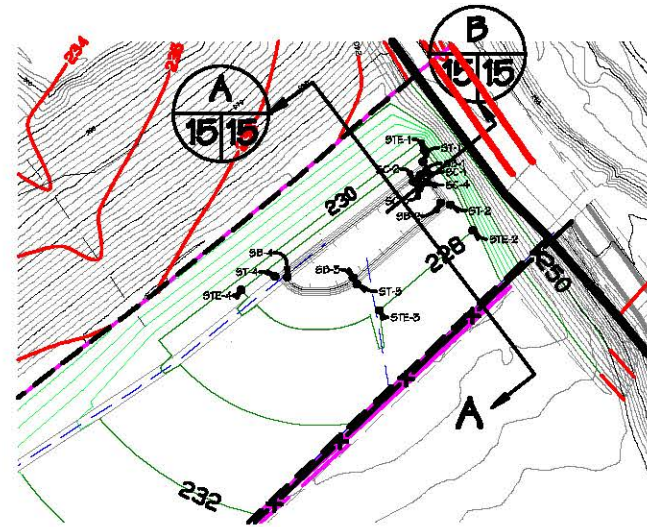 234
236
A
15 15
B
15 15
STE-1
ST-1
SC-2
SC-4
SB-2
ST-2
STE-2
230
228
250
SB-4
ST-4
STE-4
SB-3
ST-3
STE-3
A
232